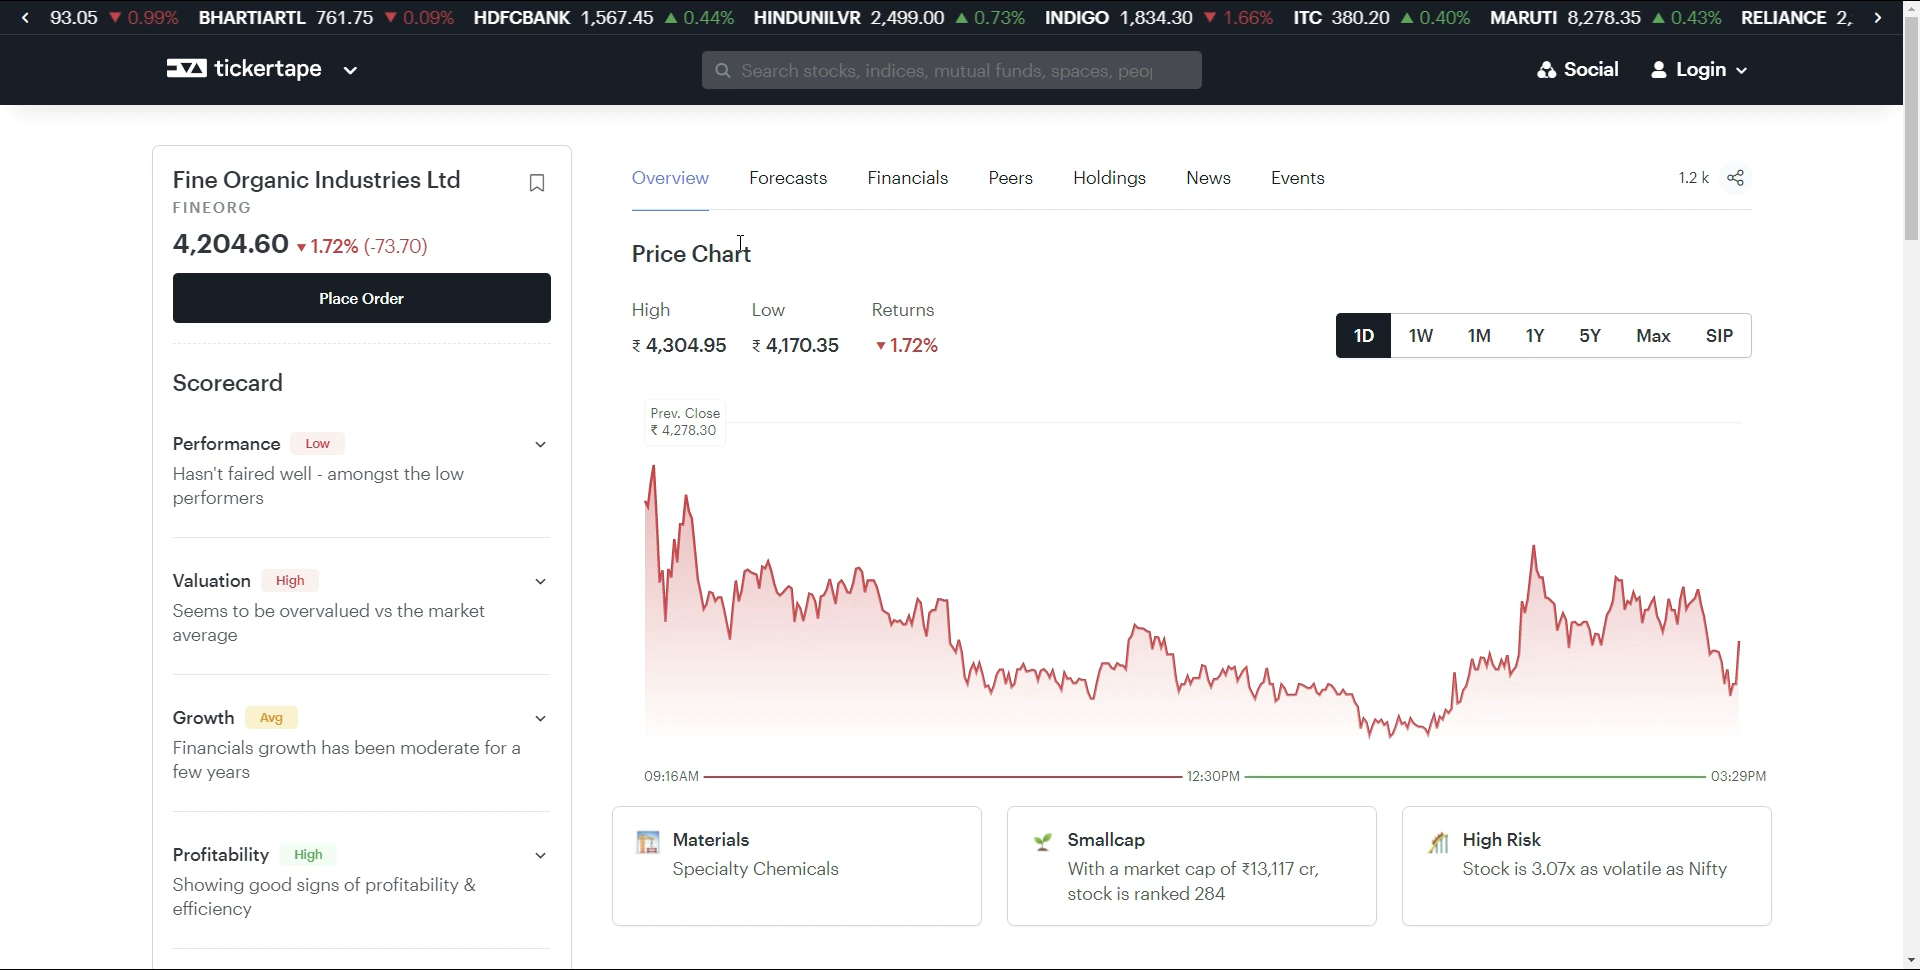 93.05 ▼ 0.99% BHARTIARTL 761.75 ▼ 0.09% HDFCBANK 1,567.45 ▲ 0.44% HINDUNILVR 2,499.00 ▲ 0.73% INDIGO 1,834.30 ▼ 1.66% ITC 380.20 ▲ 0.40% MARUTI 8,278.35 ▲ 0.43% RELIANCE 2,
tickertape
Search stocks, indices, mutual funds, spaces,
Social
Login
Fine Organic Industries Ltd
FINEORG
4,204.60 ▼ 1.72% (-73.70)
Place Order
Scorecard
Performance Low
Hasn't faired well - amongst the low
performers
Valuation High
Seems to be overvalued vs the market
average
Growth Avg
Financials growth has been moderate for a
few years
Profitability High
Showing good signs of profitability &
efficiency
Overview Forecasts Financials Peers Holdings News Events
1.2 k
Price Chart
High Low Returns
₹ 4,304.95 ₹ 4,170.35 ▼ 1.72%
1D 1W 1M 1Y 5Y Max SIP
Prev. Close
₹ 4,278.30
09:16AM 12:30PM 03:29PM
Materials
Specialty Chemicals
Smallcap
With a market cap of ₹13,117 cr,
stock is ranked 284
High Risk
Stock is 3.07x as volatile as Nifty